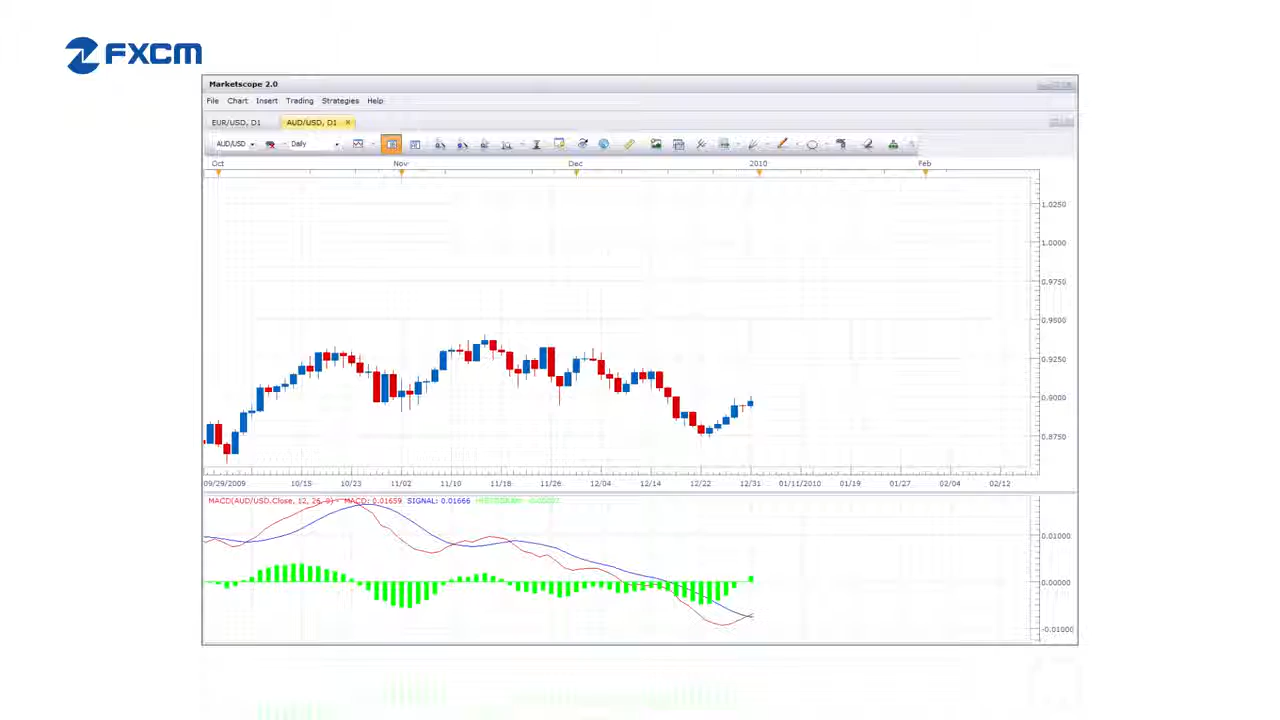 FXCM
Marketscope 2.0
File Chart Insert Trading Strategies Help
EUR/USD, D1 AUD/USD, D1
AUD/USD Daily
Oct Nov Dec 2010 Feb
1.0250
1.0000
0.9750
0.9500
0.9250
0.9000
0.8750
09/29/2009 10/15 10/23 11/02 11/10 11/18 11/26 12/04 12/14 12/22 12/31 01/11/2010 01/19 01/27 02/04 02/12
MACD(AUD/USD.Close, 12, 26, 9) - MACD: 0.01659 SIGNAL: 0.01666
0.01000
0.00000
-0.01000